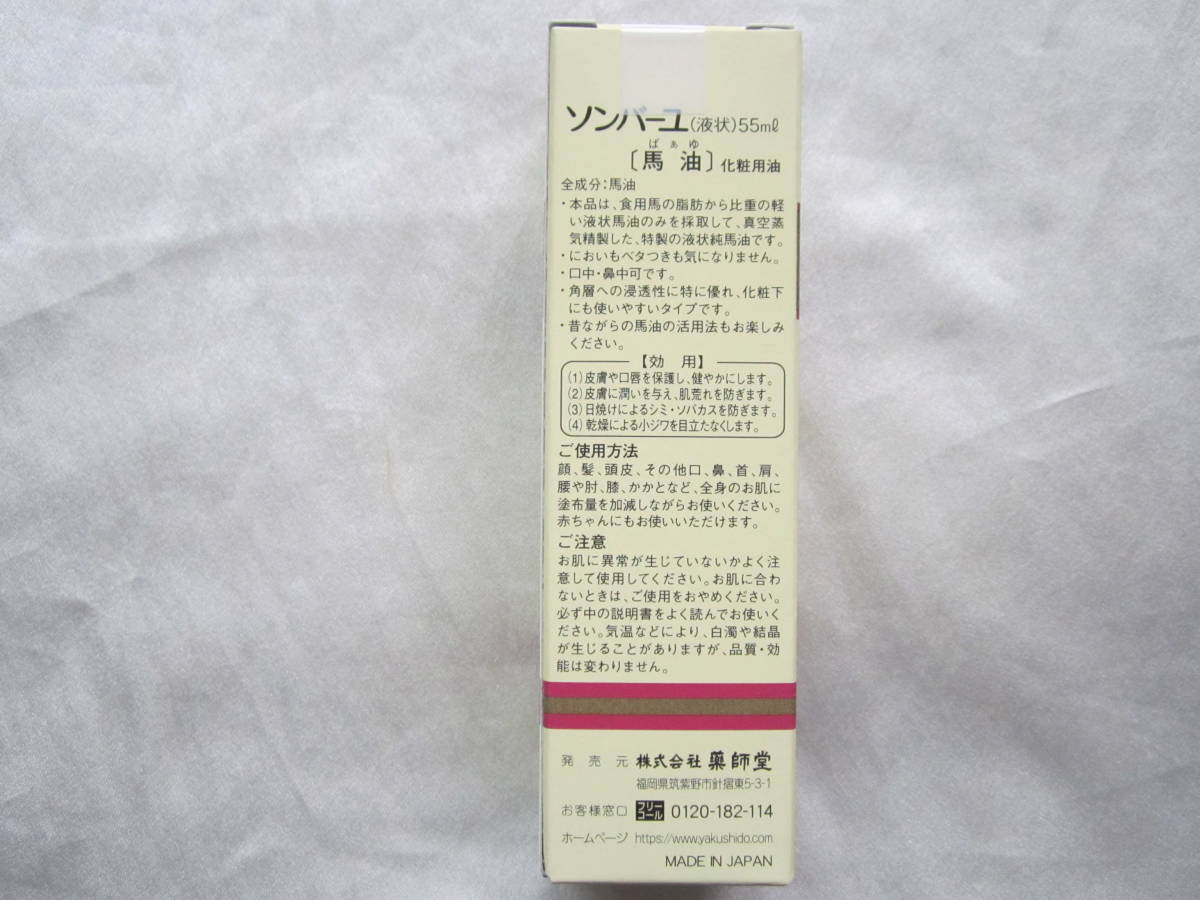 ソンバーユ(液状)55mℓ
ばぁゆ
〔馬油〕化粧用油
全成分:馬油
・本品は、食用馬の脂肪から比重の軽
い液状馬油のみを採取して、真空蒸
気精製した、特製の液状純馬油です。
・においもベタつきも気になりません。
・口中・鼻中可です。
・角層への浸透性に特に優れ、化粧下
にも使いやすいタイプです。
・昔ながらの馬油の活用法もお楽しみ
ください。
【効 用】
(1)皮膚や口唇を保護し、健やかにします。
(2)皮膚に潤いを与え、肌荒れを防ぎます。
(3)日焼けによるシミ・ソバカスを防ぎます。
(4)乾燥による小ジワを目立たなくします。
ご使用方法
顔、髪、頭皮、その他口、鼻、首、肩、
腰や肘、膝、かかとなど、全身のお肌に
塗布量を加減しながらお使いください。
赤ちゃんにもお使いいただけます。
ご注意
お肌に異常が生じていないかよく注
意して使用してください。お肌に合わ
ないときは、ご使用をおやめください。
必ず中の説明書をよく読んでお使いく
ださい。気温などにより、白濁や結晶
が生じることがありますが、品質・効
能は変わりません。
発売元 株式会社 薬師堂
福岡県筑紫野市針摺東5-3-1
お客様窓口 フリーコール 0120-182-114
ホームページ https://www.yakushido.com
MADE IN JAPAN